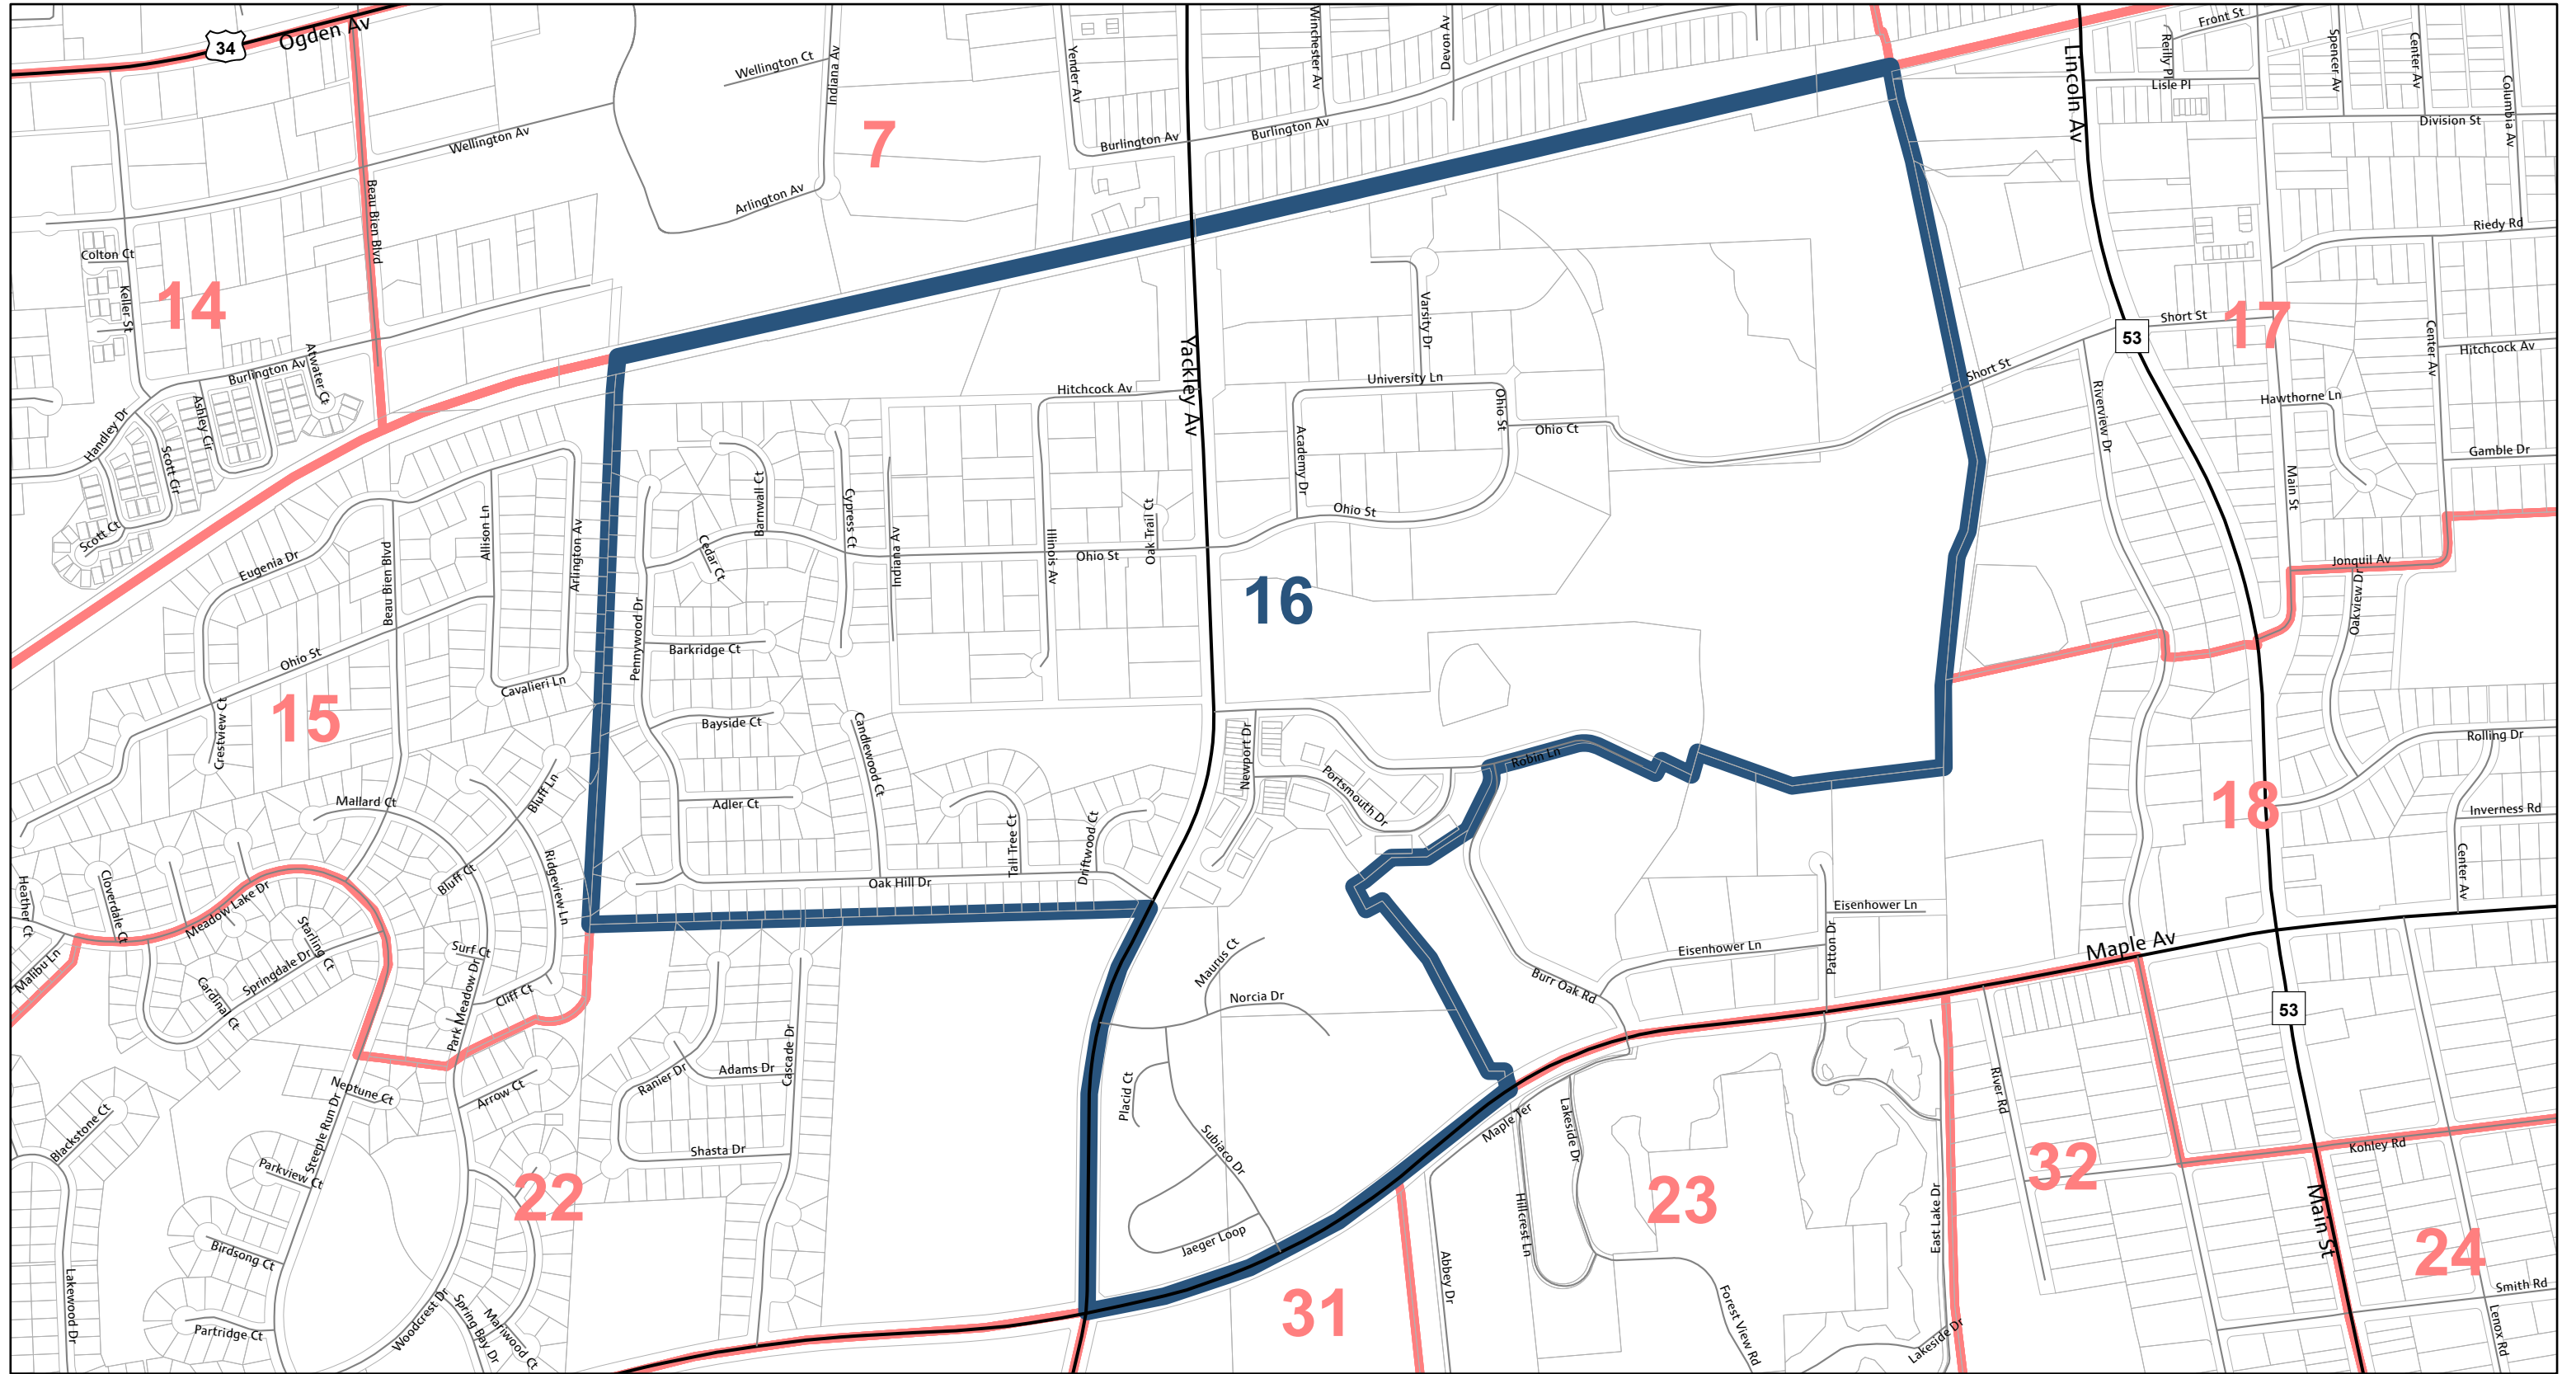 34
Ogden Av
Wellington Ct
Indiana Av
Yender Av
Winchester Av
Devon Av
Lincoln Av
Front St
Reilly Pl
Lisle Pl
Spencer Av
Center Av
Columbia Av
Division St
7
Burlington Av
Burlington Av
Wellington Av
Arlington Av
Beau Bien Blvd
Riedy Rd
Colton Ct
Keller St
14
Varsity Dr
Short St
17
53
Hitchcock Av
Center Av
Burlington Av
Atwater Ct
Yackley Av
University Ln
Hitchcock Av
Short St
Ohio St
Ohio Ct
Hawthorne Ln
Riverview Dr
Handley Dr
Ashley Cir
Scott Cir
Scott Ct
Academy Dr
Gamble Dr
Main St
Barnwall Ct
Cypress Ct
Indiana Av
Illinois Av
Oak Trail Ct
Ohio St
Ohio St
Allison Ln
Arlington Av
Eugenia Dr
Beau Bien Blvd
Cedar Ct
Jonquil Av
Oakview Dr
16
Pennywood Dr
Barkridge Ct
Ohio St
Cavalieri Ln
15
Crestview Ct
Bayside Ct
Candlewood Ct
Newport Dr
Robin Ln
Rolling Dr
Portsmouth Dr
Bluff Ln
Mallard Ct
Adler Ct
Tall Tree Ct
Driftwood Ct
18
Inverness Rd
Center Av
Oak Hill Dr
Ridgeview Ln
Bluff Ct
Heather Ct
Cloverdale Ct
Meadow Lake Dr
Starling Ct
Springdale Dr
Cardinal Ct
Malibu Ln
Surf Ct
Park Meadow Dr
Cliff Ct
Eisenhower Ln
Eisenhower Ln
Patton Dr
Maple Av
Burr Oak Rd
Maurus Ct
Norcia Dr
53
Cascade Dr
Adams Dr
Ranier Dr
Placid Ct
Subiaco Dr
Jaeger Loop
Maple Ter
Lakeside Dr
River Rd
Arrow Ct
Neptune Ct
Steeple Run Dr
Blackstone Ct
Parkview Ct
Shasta Dr
22
Kohley Rd
32
23
Hillcrest Ln
East Lake Dr
Main St
24
Birdsong Ct
Lakewood Dr
Partridge Ct
Woodcrest Dr
Spring Bay Dr
Mariwood Ct
31
Abbey Dr
Forest View Rd
Lakeside Dr
Smith Rd
Lenox Rd